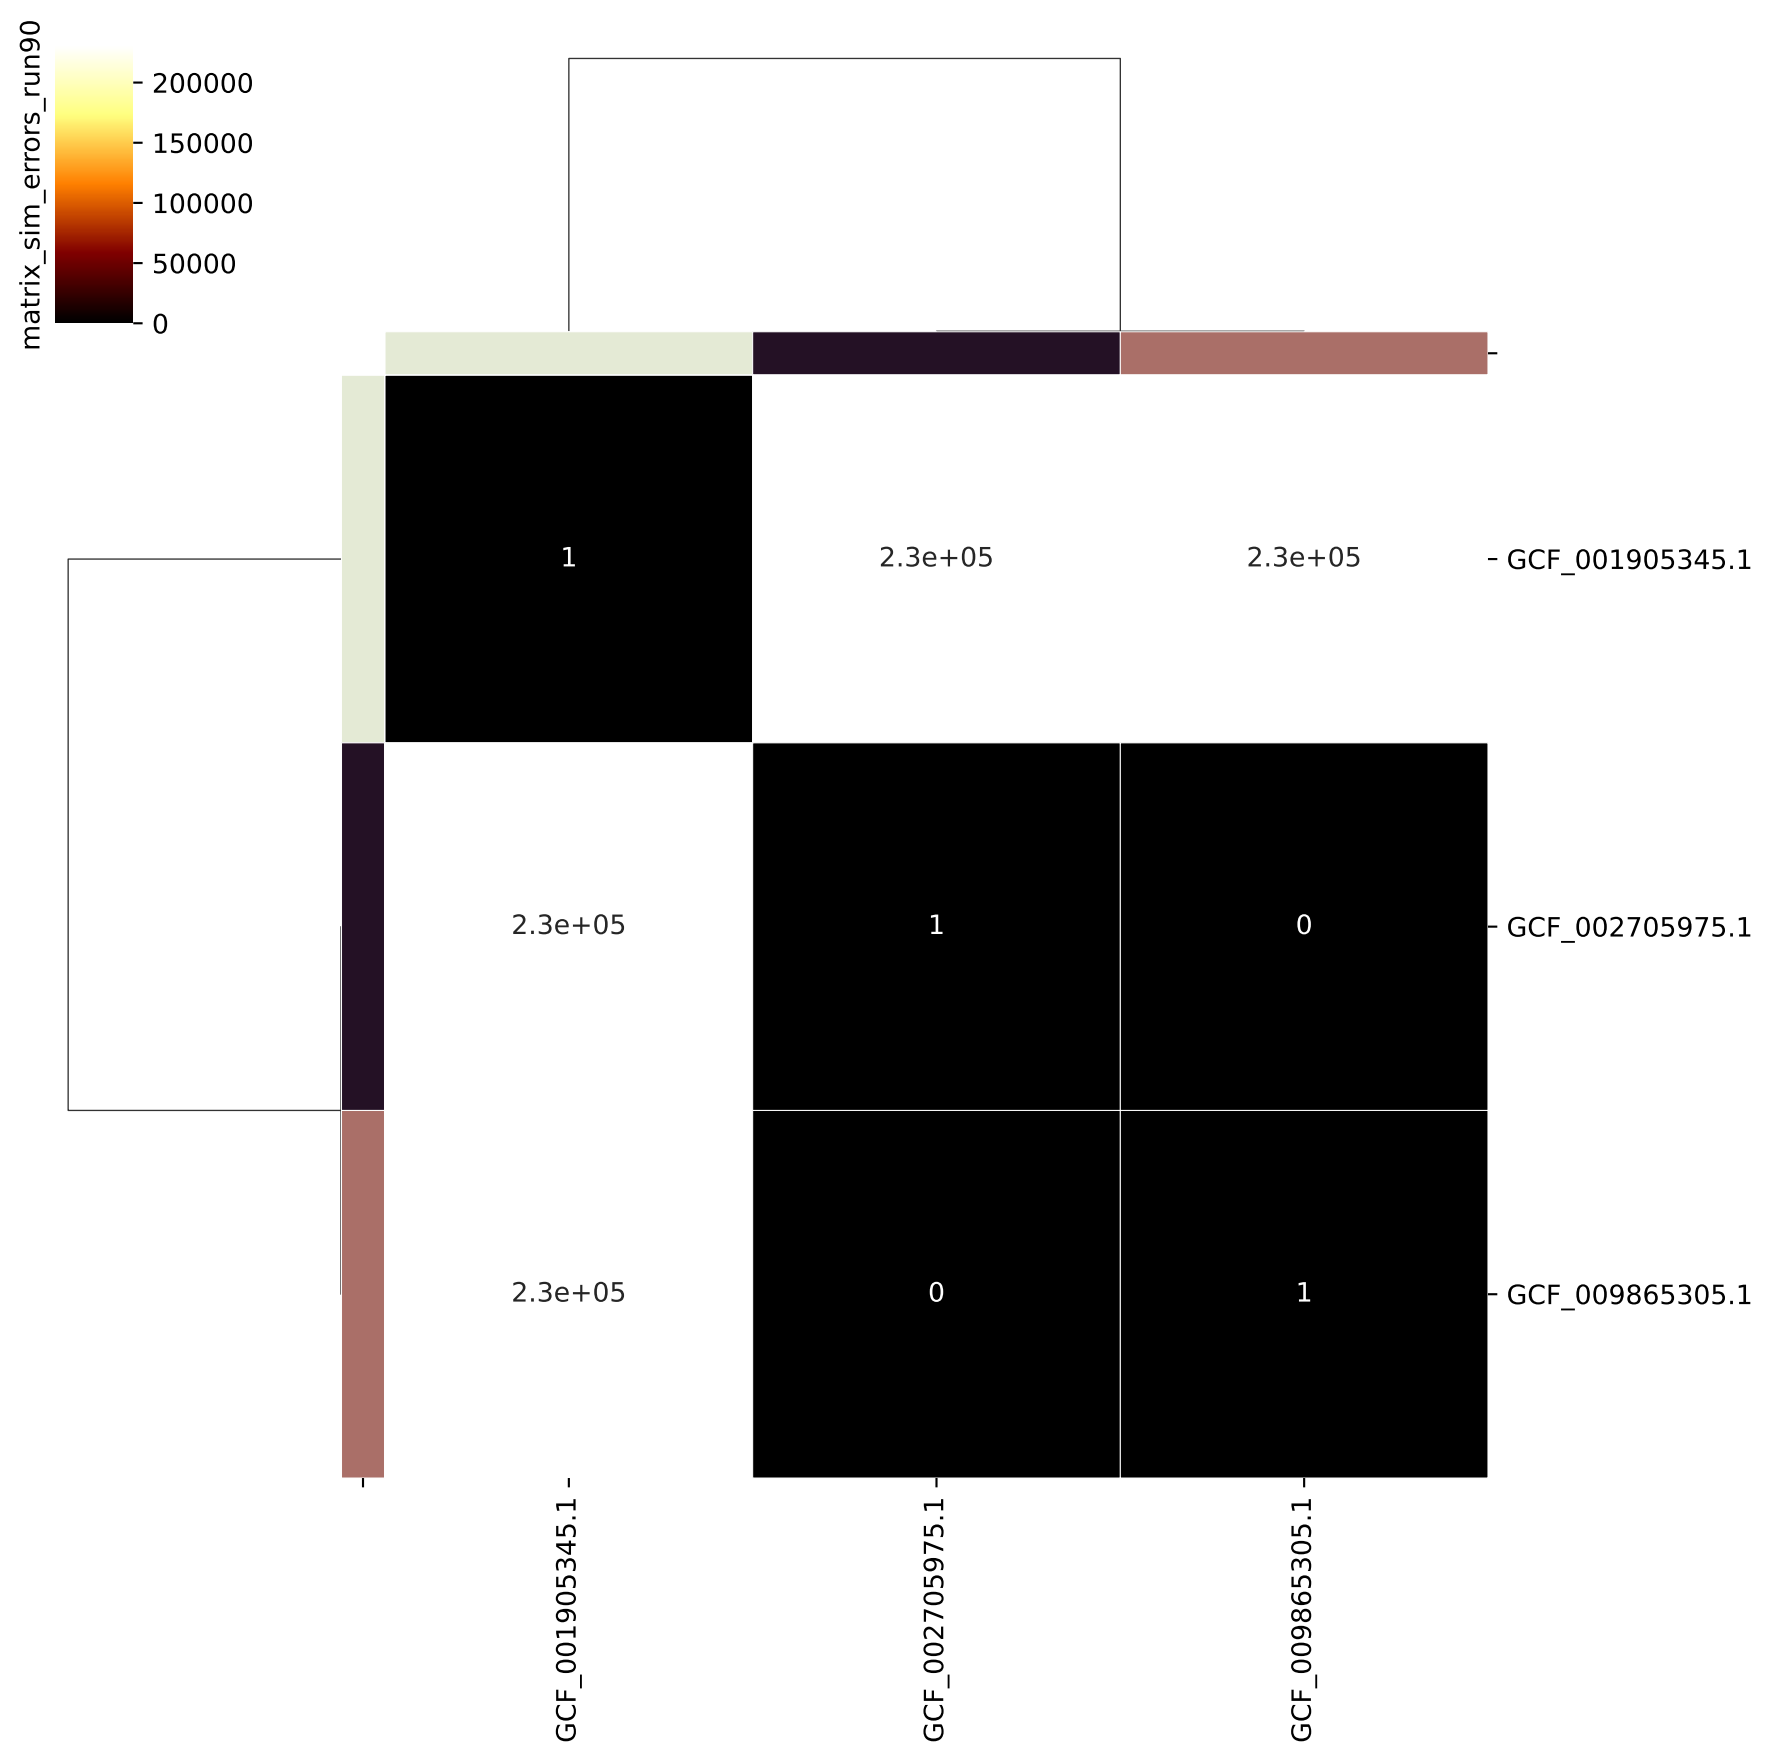 matrix_sim_errors_run90
200000
150000
100000
50000
0
1 2.3e+05 2.3e+05 GCF_001905345.1
2.3e+05 1 0 GCF_002705975.1
2.3e+05 0 1 GCF_009865305.1
GCF_001905345.1
GCF_002705975.1
GCF_009865305.1